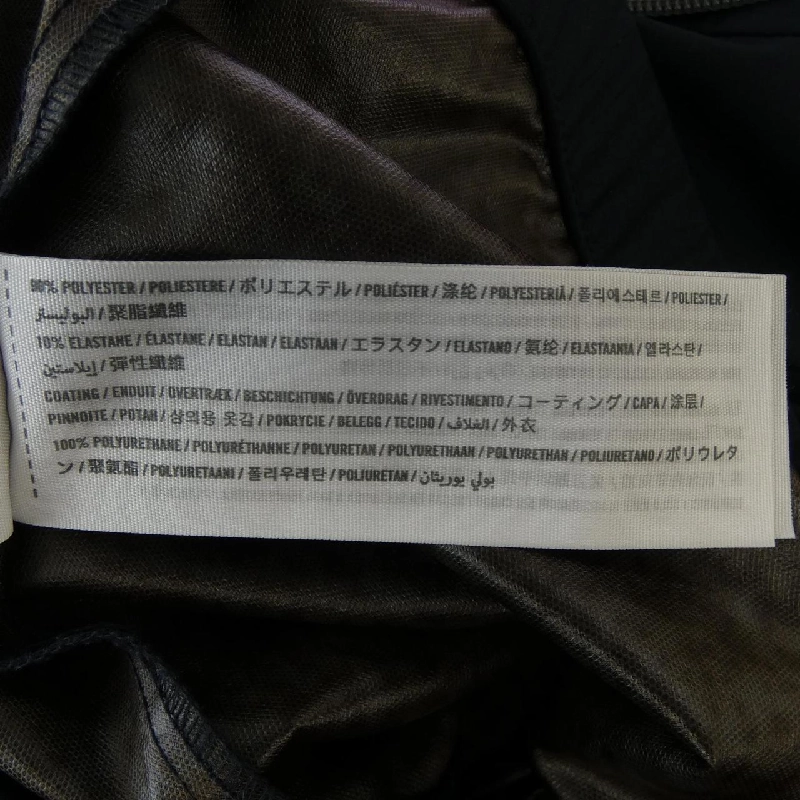 90% POLYESTER / POLIESTERE / ポリエステル / POLIÉSTER / 涤纶 / POLYESTERIÄ / 폴리에스테르 / POLIESTER /
البوليستر / 聚脂纖維
10% ELASTANE / ÉLASTANE / ELASTAN / ELASTAAN / エラスタン / ELASTANO / 氨纶 / ELASTAANIA / 엘라스탄 /
إيلاستين / 彈性纖維
COATING / ENDUIT / OVERTRÆK / BESCHICHTUNG / ÖVERDRAG / RIVESTIMENTO / コーティング / CAPA / 涂层 /
PINNOITE / POTAH / 상의용 옷감 / POKRYCIE / BELEGG / TECIDO / الغلاف / 外衣
100% POLYURETHANE / POLYURÉTHANNE / POLYURETAN / POLYURETHAAN / POLYURETHAN / POLIURETANO / ポリウレタ
ン / 聚氨酯 / POLYURETAANI / 폴리우레탄 / POLIURETAN / بولي يوريثان